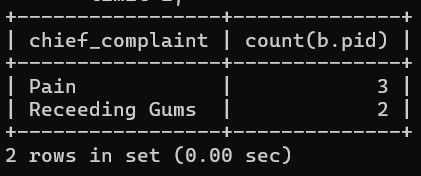 +-----------------+--------------+
| chief_complaint | count(b.pid) |
+-----------------+--------------+
| Pain            |            3 |
| Receeding Gums  |            2 |
+-----------------+--------------+
2 rows in set (0.00 sec)